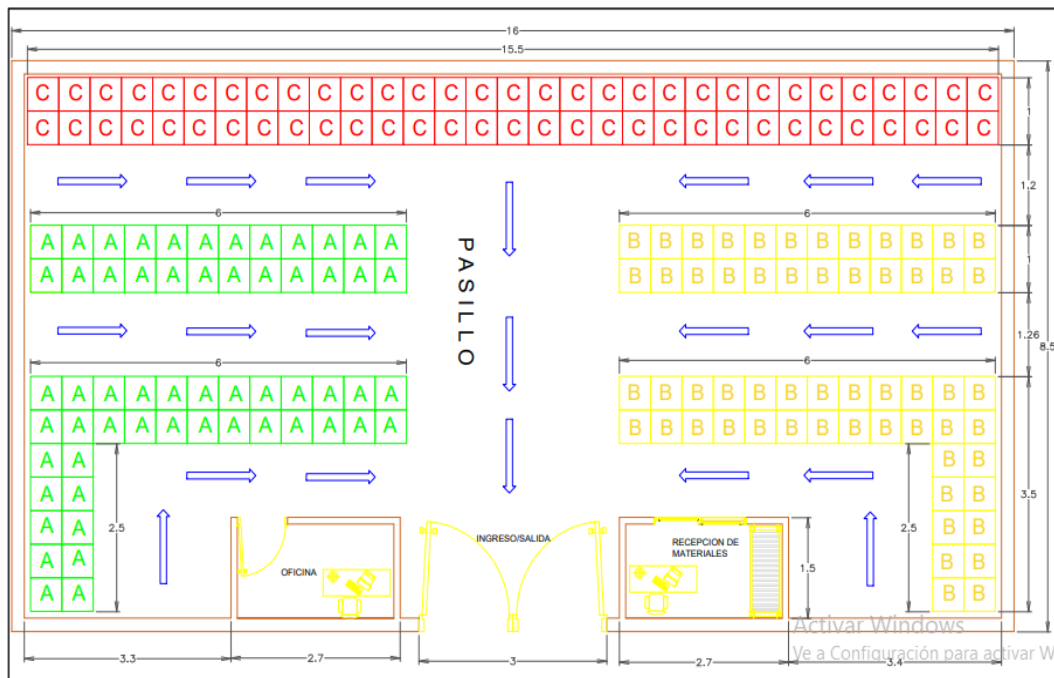 16
15.5
C C C C C C C C C C C C C C C C C C C C C C C C C C C C C C C
C C C C C C C C C C C C C C C C C C C C C C C C C C C C C C C
1
1.2
6
6
A A A A A A A A A A A A
B B B B B B B B B B B B
A A A A A A A A A A A A
B B B B B B B B B B B B
1
PASILLO
1.26
8.5
6
6
A A A A A A A A A A A A
B B B B B B B B B B B B
A A A A A A A A A A A A
B B B B B B B B B B B B
A A
B B
A A
B B
A A
B B
A A
B B
A A
B B
2.5
2.5
3.5
INGRESO/SALIDA
RECEPCION DE
MATERIALES
OFICINA
1.5
Activar Windows
Ve a Configuración para activar W
3.3
2.7
3
2.7
3.4